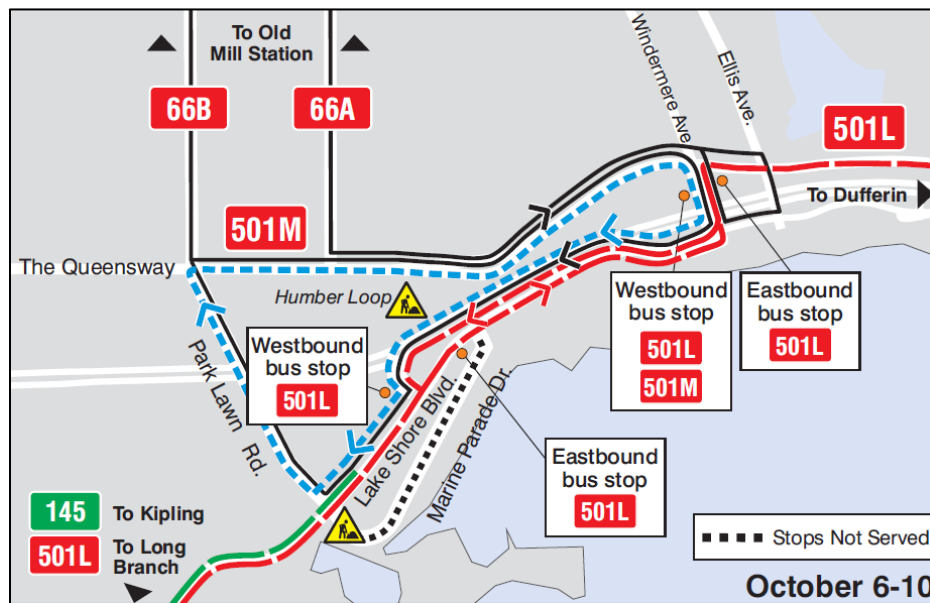 To Old
Mill Station
66B
66A
Windermere Ave.
Ellis Ave.
501L
To Dufferin
501M
The Queensway
Humber Loop
Westbound
bus stop
501L
501M
Eastbound
bus stop
501L
Westbound
bus stop
501L
Park Lawn Rd.
Lake Shore Blvd.
Marine Parade Dr.
Eastbound
bus stop
501L
145
To Kipling
501L
To Long
Branch
Stops Not Served
October 6-10